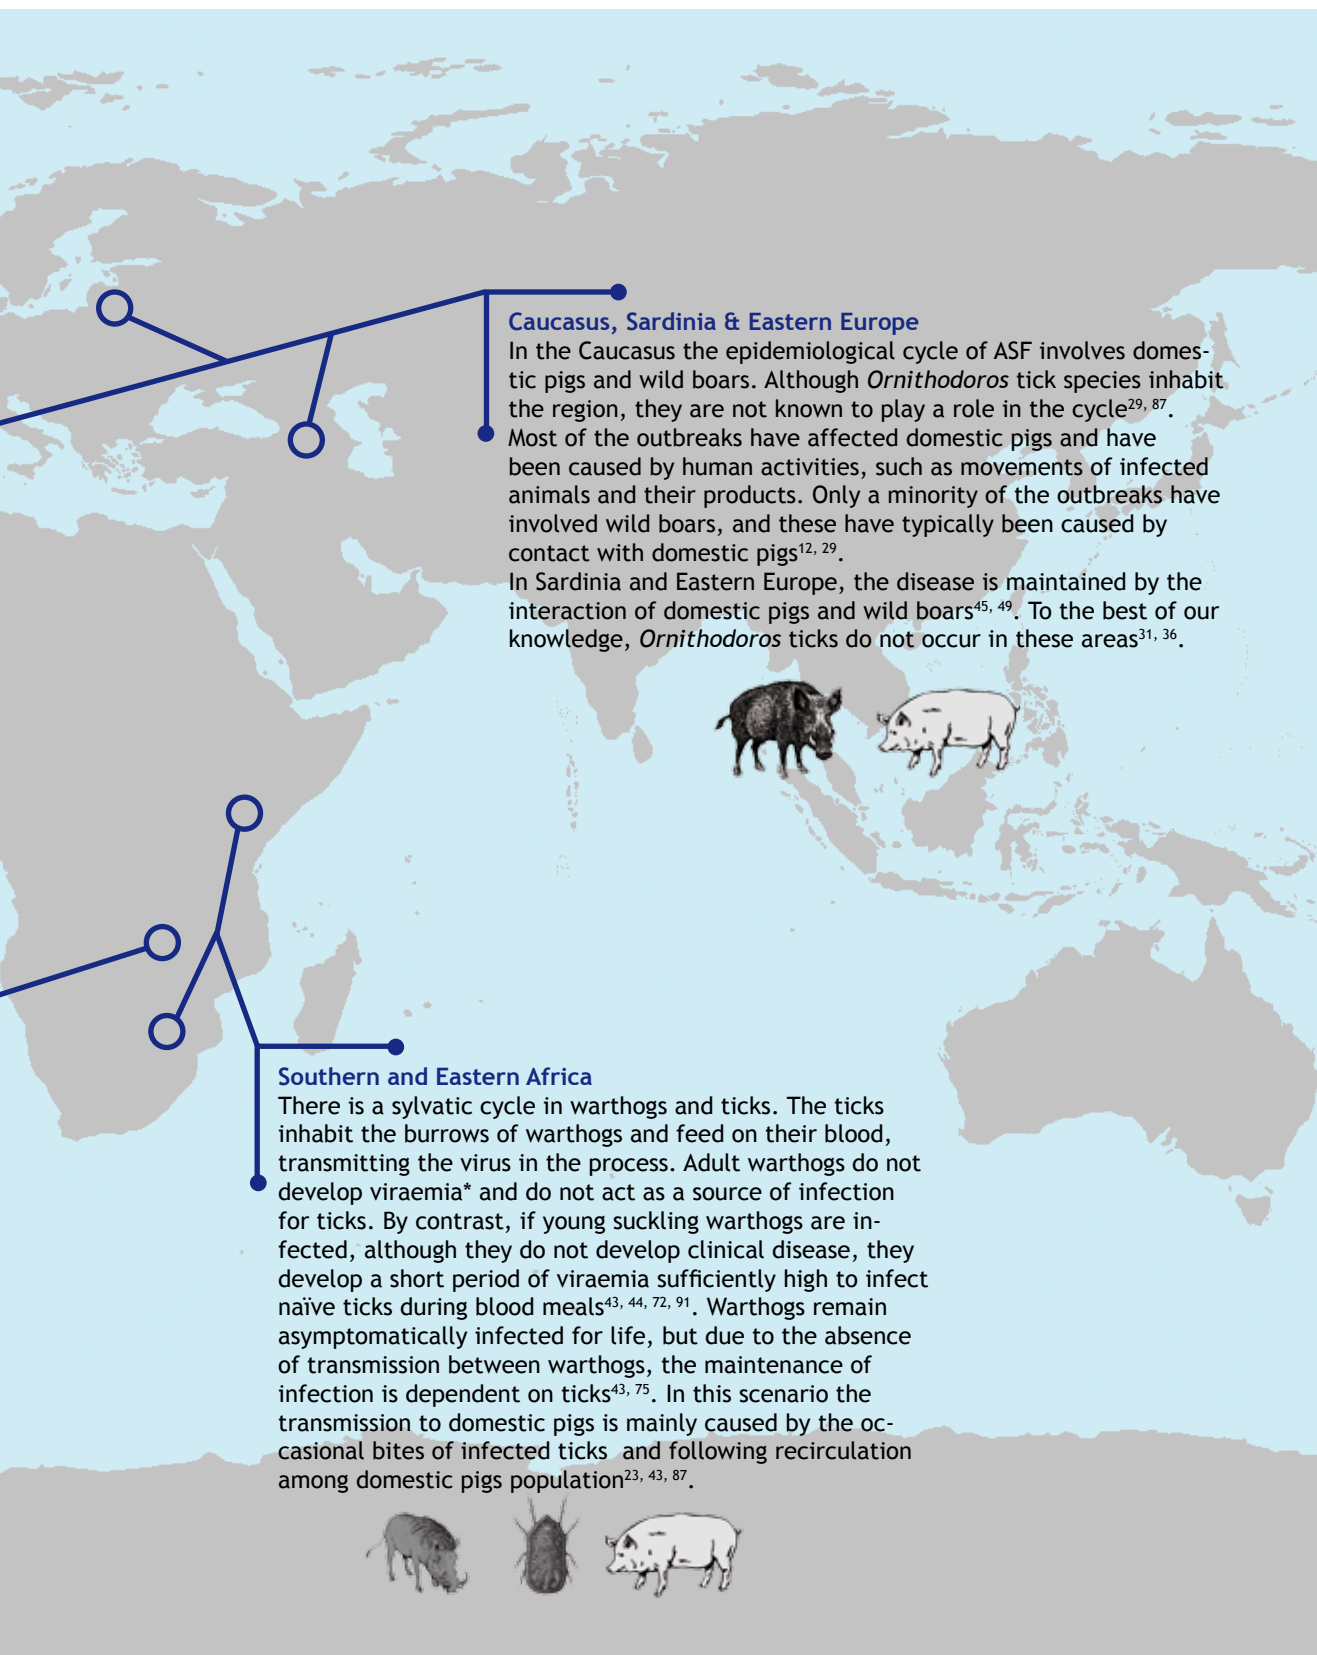 Caucasus, Sardinia & Eastern Europe
In the Caucasus the epidemiological cycle of ASF involves domes-
tic pigs and wild boars. Although Ornithodoros tick species inhabit
the region, they are not known to play a role in the cycle29, 87.
Most of the outbreaks have affected domestic pigs and have
been caused by human activities, such as movements of infected
animals and their products. Only a minority of the outbreaks have
involved wild boars, and these have typically been caused by
contact with domestic pigs12, 29.
In Sardinia and Eastern Europe, the disease is maintained by the
interaction of domestic pigs and wild boars45, 49. To the best of our
knowledge, Ornithodoros ticks do not occur in these areas31, 36.
Southern and Eastern Africa
There is a sylvatic cycle in warthogs and ticks. The ticks
inhabit the burrows of warthogs and feed on their blood,
transmitting the virus in the process. Adult warthogs do not
develop viraemia* and do not act as a source of infection
for ticks. By contrast, if young suckling warthogs are in-
fected, although they do not develop clinical disease, they
develop a short period of viraemia sufficiently high to infect
naïve ticks during blood meals43, 44, 72, 91. Warthogs remain
asymptomatically infected for life, but due to the absence
of transmission between warthogs, the maintenance of
infection is dependent on ticks43, 75. In this scenario the
transmission to domestic pigs is mainly caused by the oc-
casional bites of infected ticks and following recirculation
among domestic pigs population23, 43, 87.